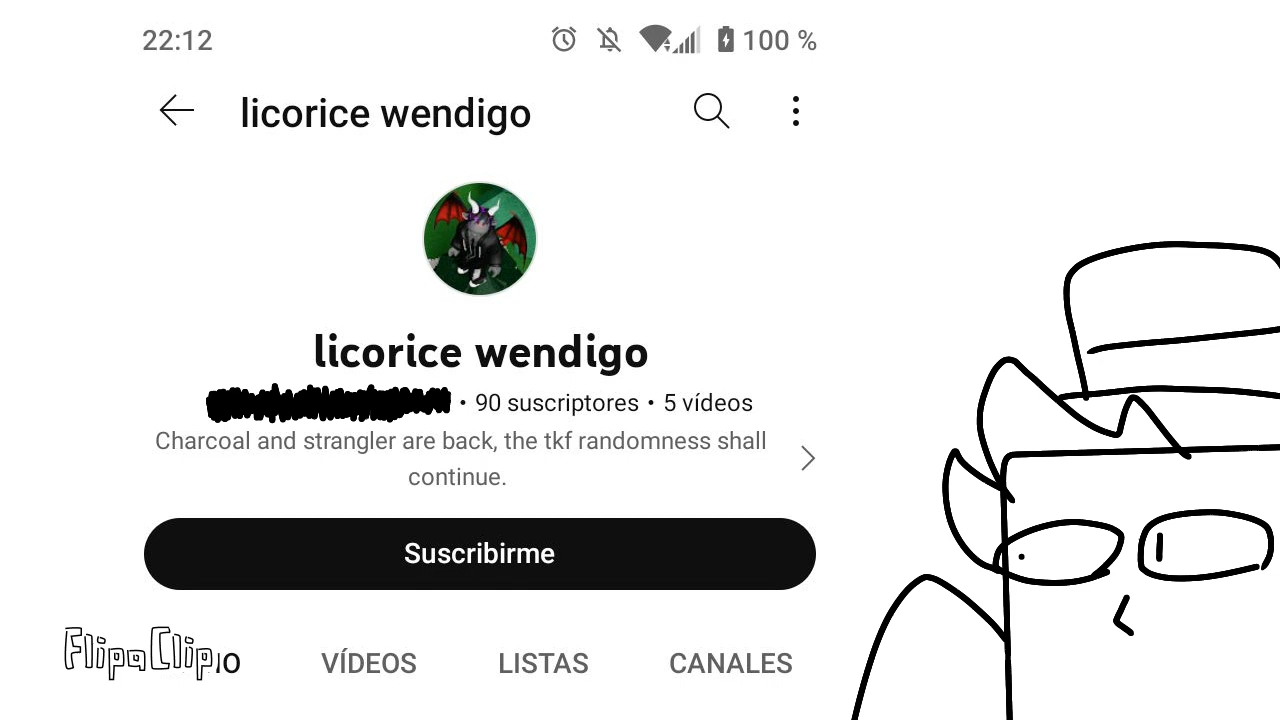 22:12 100 %
licorice wendigo
licorice wendigo
• 90 suscriptores • 5 vídeos
Charcoal and strangler are back, the tkf randomness shall
continue.
Suscribirme
FlipaClip IO VÍDEOS LISTAS CANALES